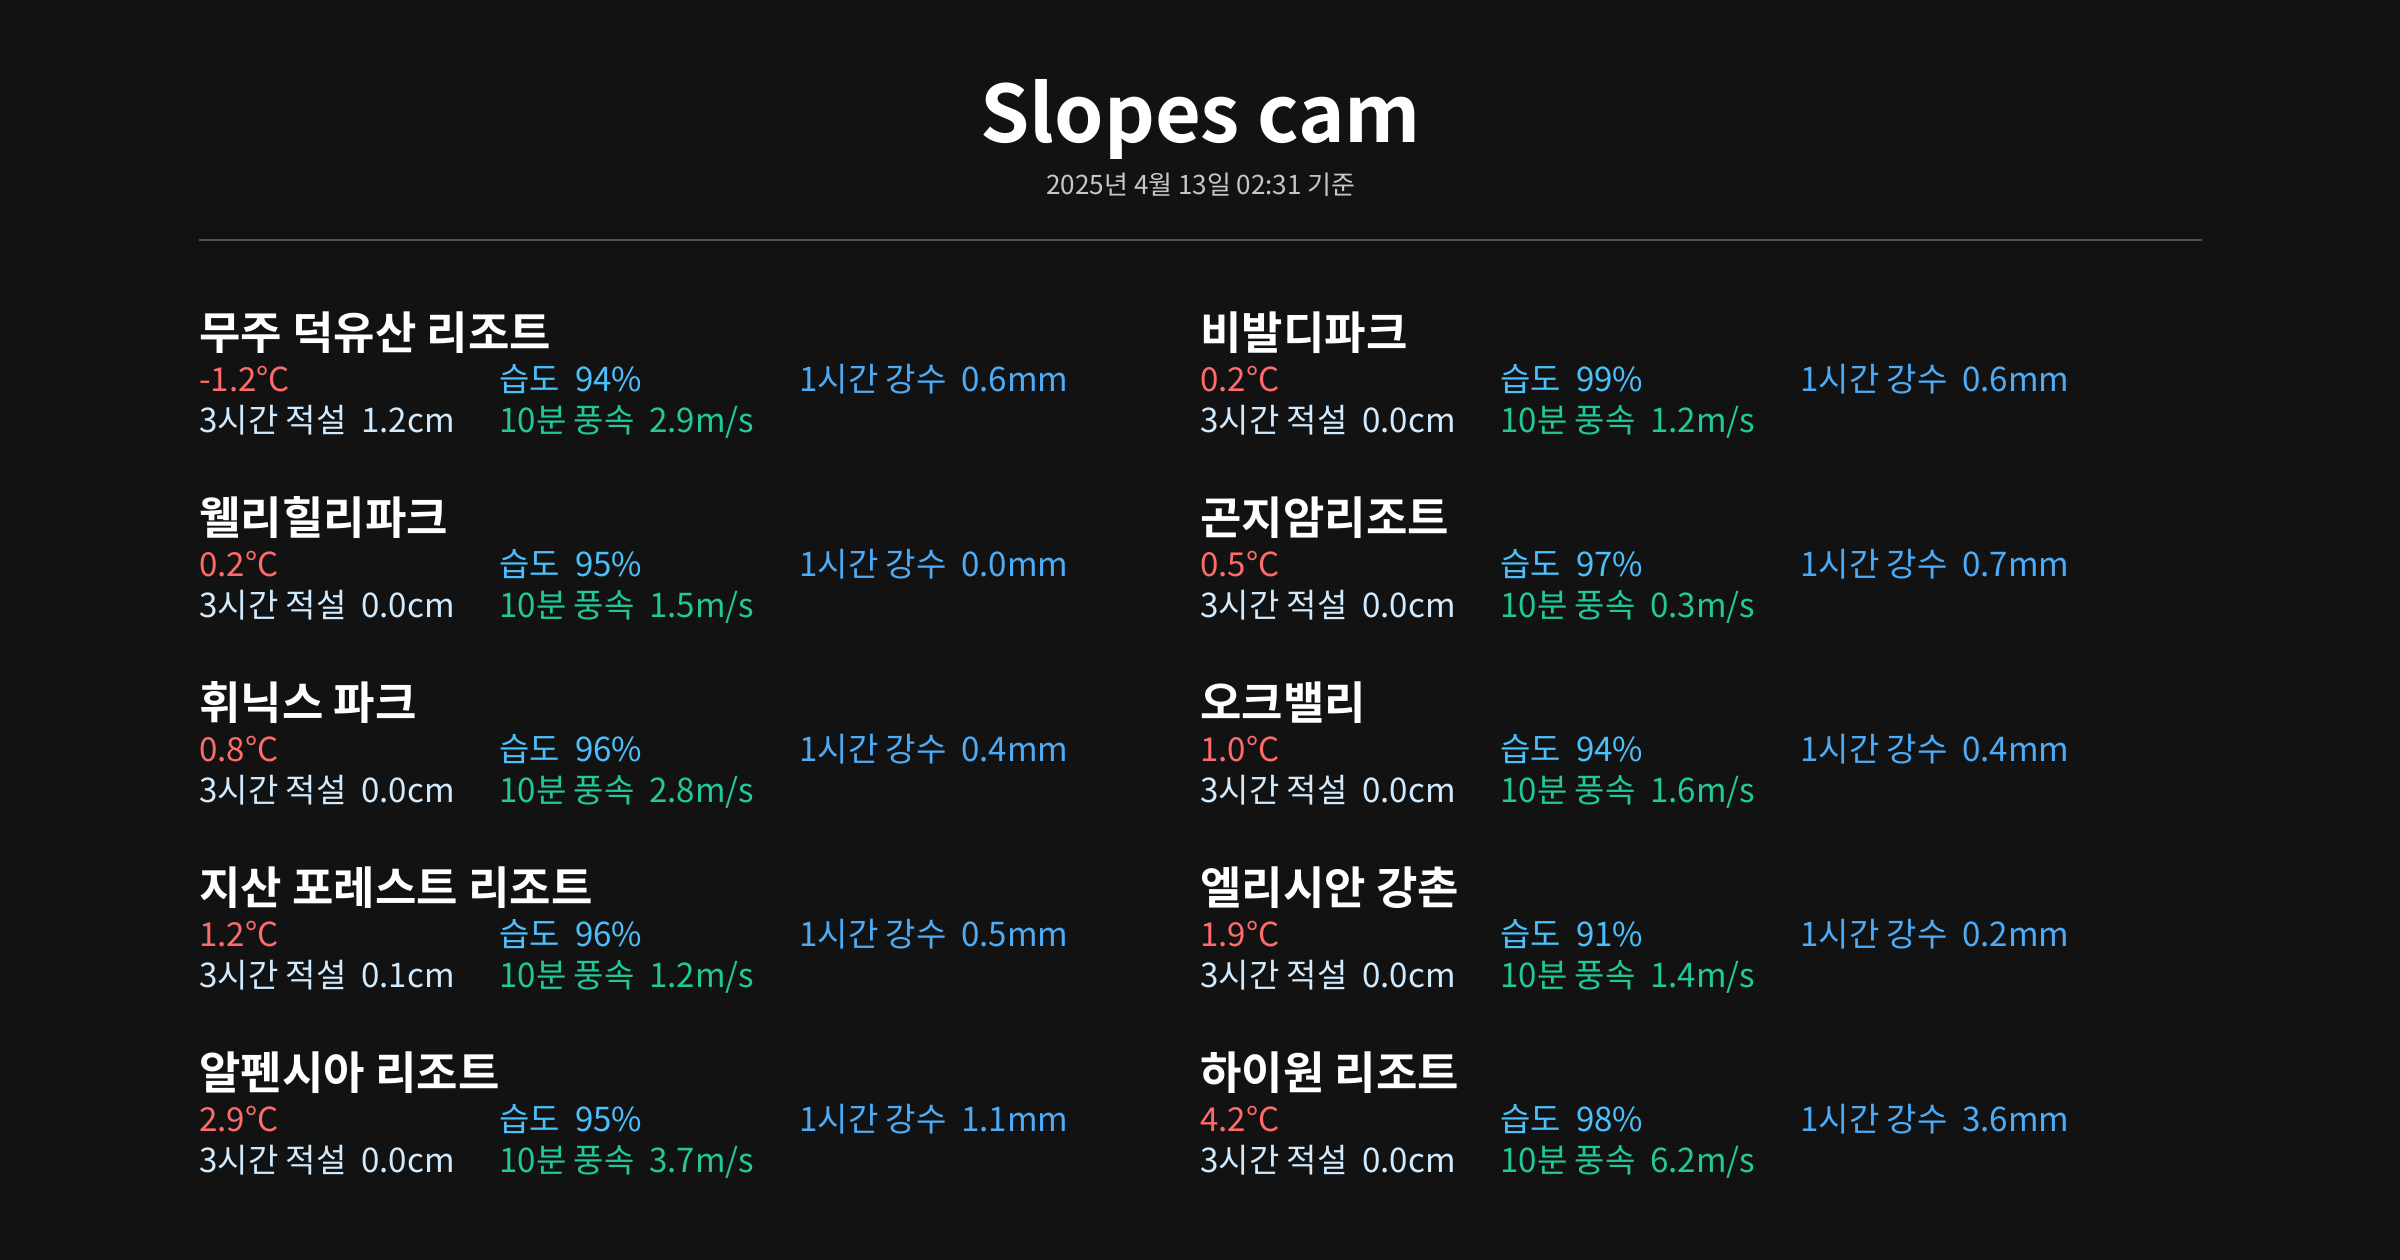 Slopes cam
2025년 4월 13일 02:31 기준
무주 덕유산 리조트
-1.2°C 습도 94% 1시간 강수 0.6mm
3시간 적설 1.2cm 10분 풍속 2.9m/s
비발디파크
0.2°C 습도 99% 1시간 강수 0.6mm
3시간 적설 0.0cm 10분 풍속 1.2m/s
웰리힐리파크
0.2°C 습도 95% 1시간 강수 0.0mm
3시간 적설 0.0cm 10분 풍속 1.5m/s
곤지암리조트
0.5°C 습도 97% 1시간 강수 0.7mm
3시간 적설 0.0cm 10분 풍속 0.3m/s
휘닉스 파크
0.8°C 습도 96% 1시간 강수 0.4mm
3시간 적설 0.0cm 10분 풍속 2.8m/s
오크밸리
1.0°C 습도 94% 1시간 강수 0.4mm
3시간 적설 0.0cm 10분 풍속 1.6m/s
지산 포레스트 리조트
1.2°C 습도 96% 1시간 강수 0.5mm
3시간 적설 0.1cm 10분 풍속 1.2m/s
엘리시안 강촌
1.9°C 습도 91% 1시간 강수 0.2mm
3시간 적설 0.0cm 10분 풍속 1.4m/s
알펜시아 리조트
2.9°C 습도 95% 1시간 강수 1.1mm
3시간 적설 0.0cm 10분 풍속 3.7m/s
하이원 리조트
4.2°C 습도 98% 1시간 강수 3.6mm
3시간 적설 0.0cm 10분 풍속 6.2m/s